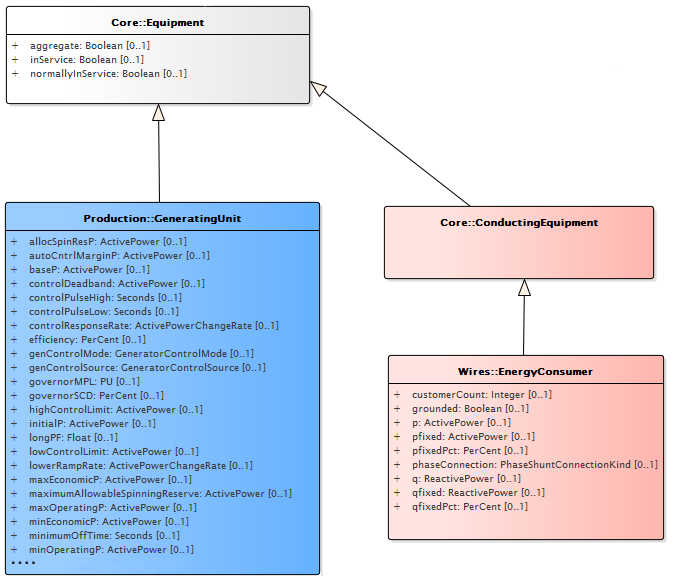 Core::Equipment
+ aggregate: Boolean [0..1]
+ inService: Boolean [0..1]
+ normallyInService: Boolean [0..1]
Production::GeneratingUnit
+ allocSpinResP: ActivePower [0..1]
+ autoCntrlMarginP: ActivePower [0..1]
+ baseP: ActivePower [0..1]
+ controlDeadband: ActivePower [0..1]
+ controlPulseHigh: Seconds [0..1]
+ controlPulseLow: Seconds [0..1]
+ controlResponseRate: ActivePowerChangeRate [0..1]
+ efficiency: PerCent [0..1]
+ genControlMode: GeneratorControlMode [0..1]
+ genControlSource: GeneratorControlSource [0..1]
+ governorMPL: PU [0..1]
+ governorSCD: PerCent [0..1]
+ highControlLimit: ActivePower [0..1]
+ initialP: ActivePower [0..1]
+ longPF: Float [0..1]
+ lowControlLimit: ActivePower [0..1]
+ lowerRampRate: ActivePowerChangeRate [0..1]
+ maxEconomicP: ActivePower [0..1]
+ maximumAllowableSpinningReserve: ActivePower [0..1]
+ maxOperatingP: ActivePower [0..1]
+ minEconomicP: ActivePower [0..1]
+ minimumOffTime: Seconds [0..1]
+ minOperatingP: ActivePower [0..1]
....
Core::ConductingEquipment
Wires::EnergyConsumer
+ customerCount: Integer [0..1]
+ grounded: Boolean [0..1]
+ p: ActivePower [0..1]
+ pfixed: ActivePower [0..1]
+ pfixedPct: PerCent [0..1]
+ phaseConnection: PhaseShuntConnectionKind [0..1]
+ q: ReactivePower [0..1]
+ qfixed: ReactivePower [0..1]
+ qfixedPct: PerCent [0..1]